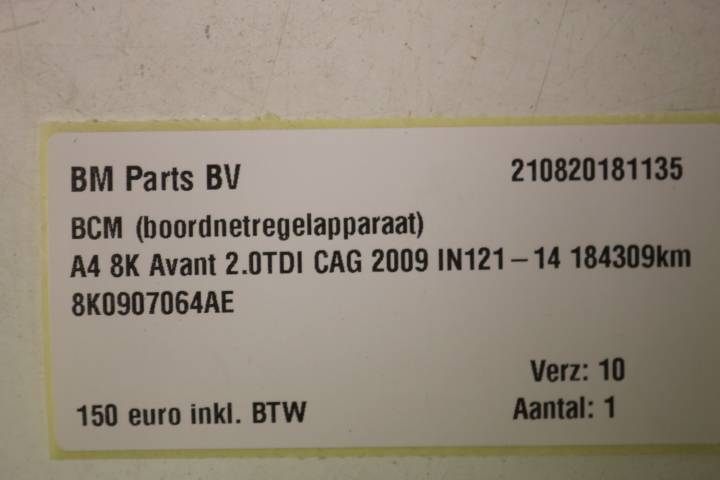 BM Parts BV 210820181135
BCM (boordnetregelapparaat)
A4 8K Avant 2.0TDI CAG 2009 IN121-14 184309km
8K0907064AE
Verz: 10
150 euro inkl. BTW Aantal: 1